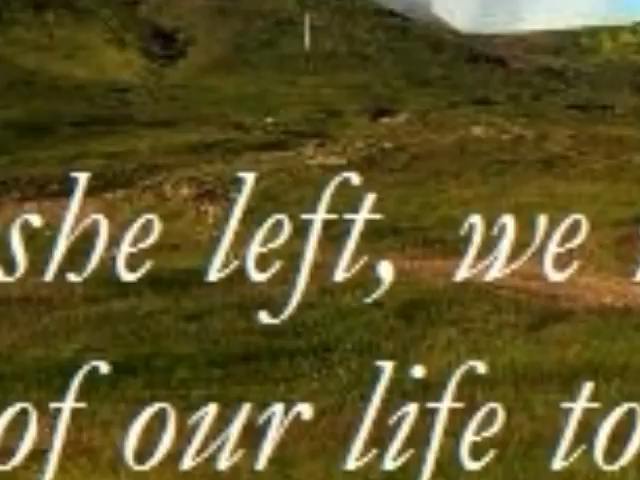 she left, we
of our life to